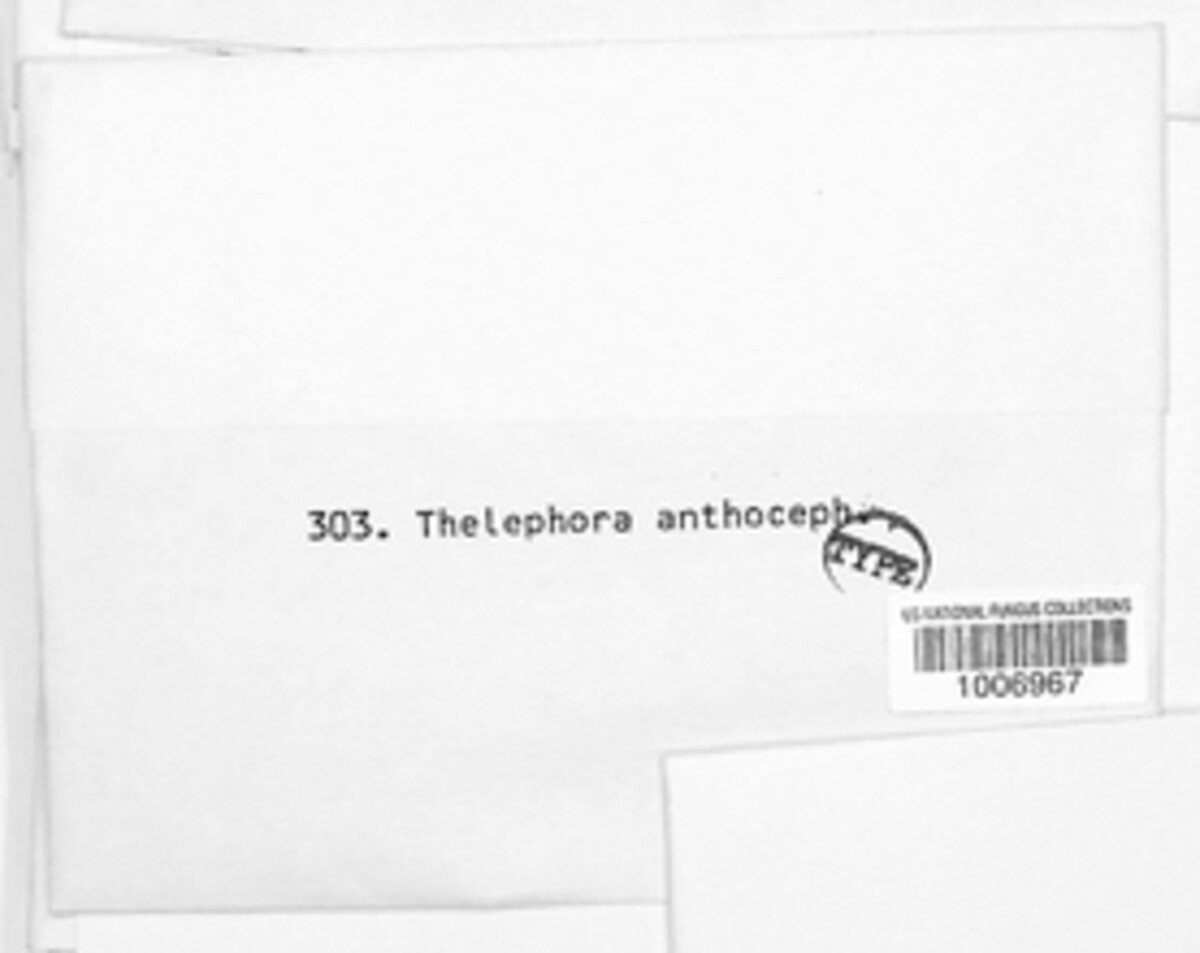 303. Thelephora anthoceph.
TYPE
US NATIONAL FUNGUS COLLECTIONS
1006967